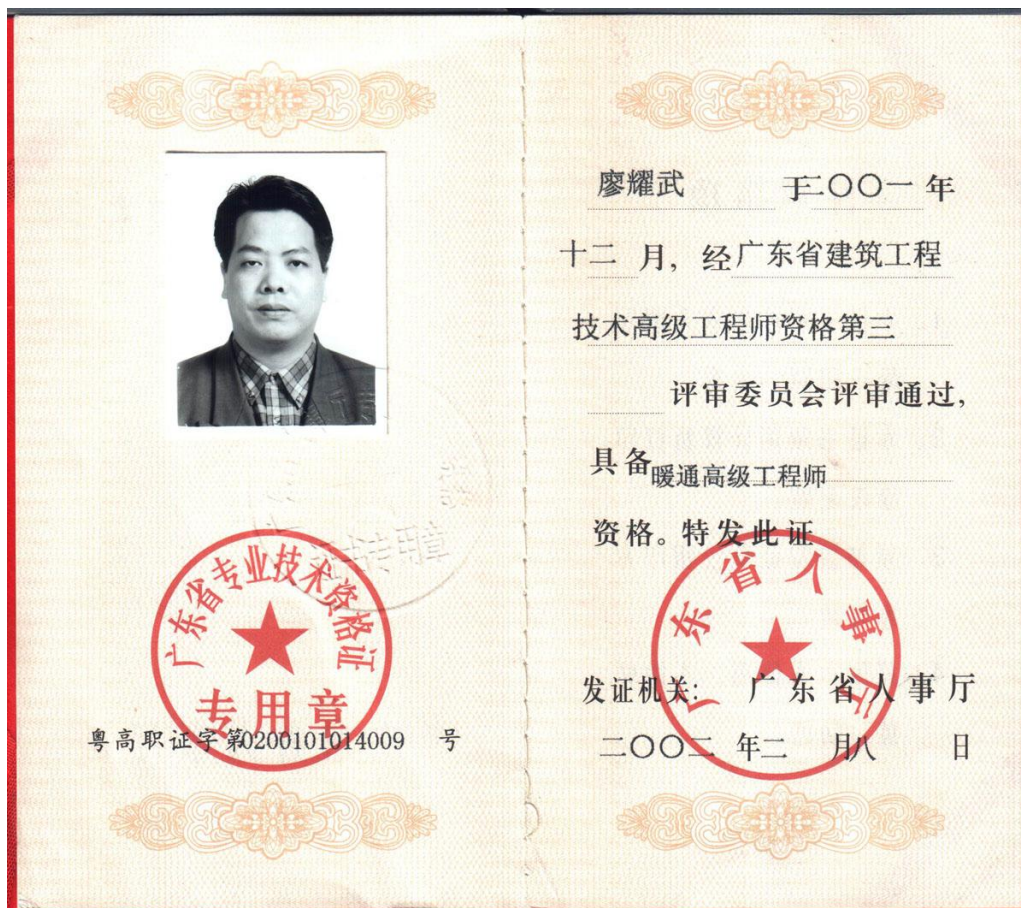 广东省专业技术资格证
专用章
证书专用章
粤高职证字第0200101014009 号
廖耀武 于二〇〇一年
十二月，经广东省建筑工程
技术高级工程师资格第三
评审委员会评审通过，
具备暖通高级工程师
资格。特发此证
广东省人事厅
发证机关：广东省人事厅
二〇〇二年二月八日